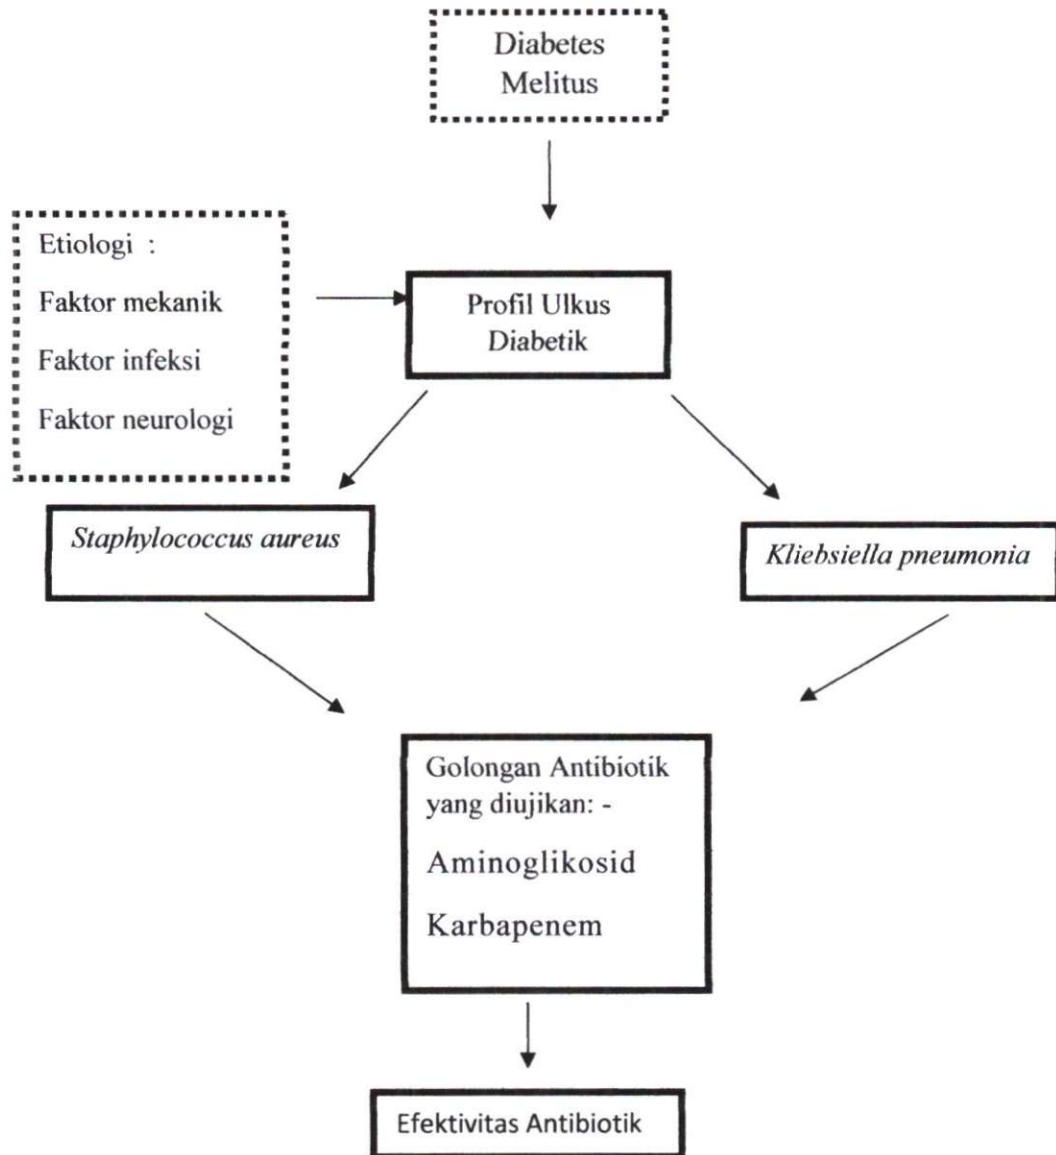 Diabetes
Melitus
Etiologi :
Faktor mekanik
Faktor infeksi
Faktor neurologi
Profil Ulkus
Diabetik
Staphylococcus aureus
Kliebsiella pneumonia
Golongan Antibiotik
yang diujikan: -
Aminoglikosid
Karbapenem
Efektivitas Antibiotik